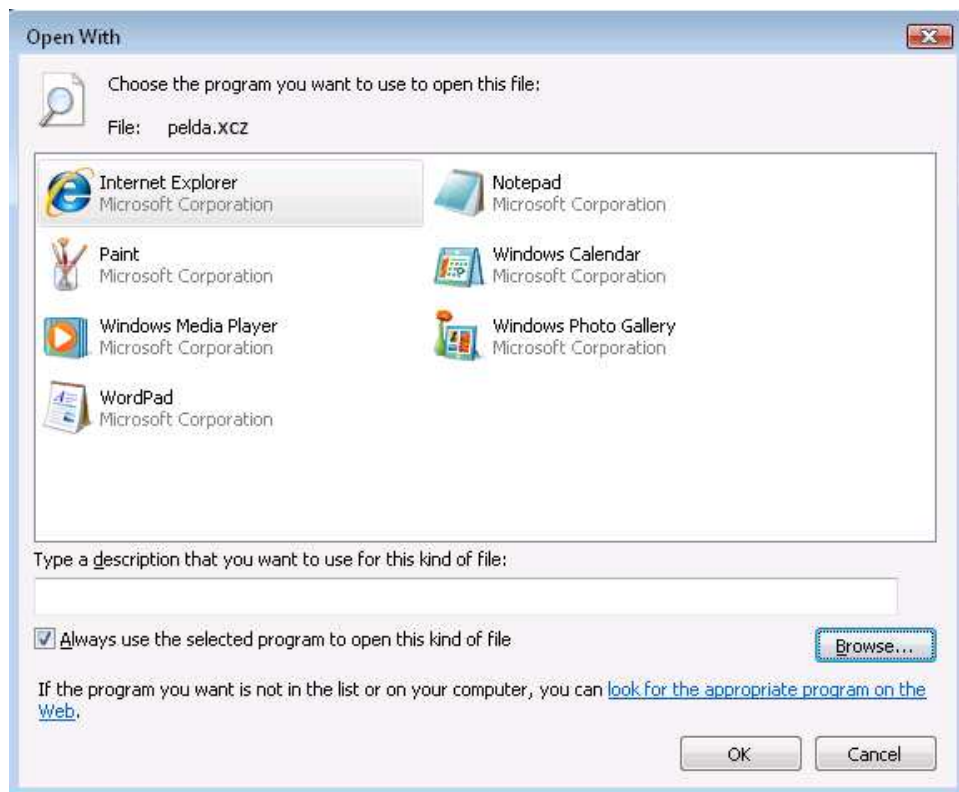 Open With
Choose the program you want to use to open this file:
File: pelda.xcz
Internet Explorer
Microsoft Corporation
Notepad
Microsoft Corporation
Paint
Microsoft Corporation
Windows Calendar
Microsoft Corporation
Windows Media Player
Microsoft Corporation
Windows Photo Gallery
Microsoft Corporation
WordPad
Microsoft Corporation
Type a description that you want to use for this kind of file:
Always use the selected program to open this kind of file
Browse...
If the program you want is not in the list or on your computer, you can look for the appropriate program on the
Web.
OK
Cancel